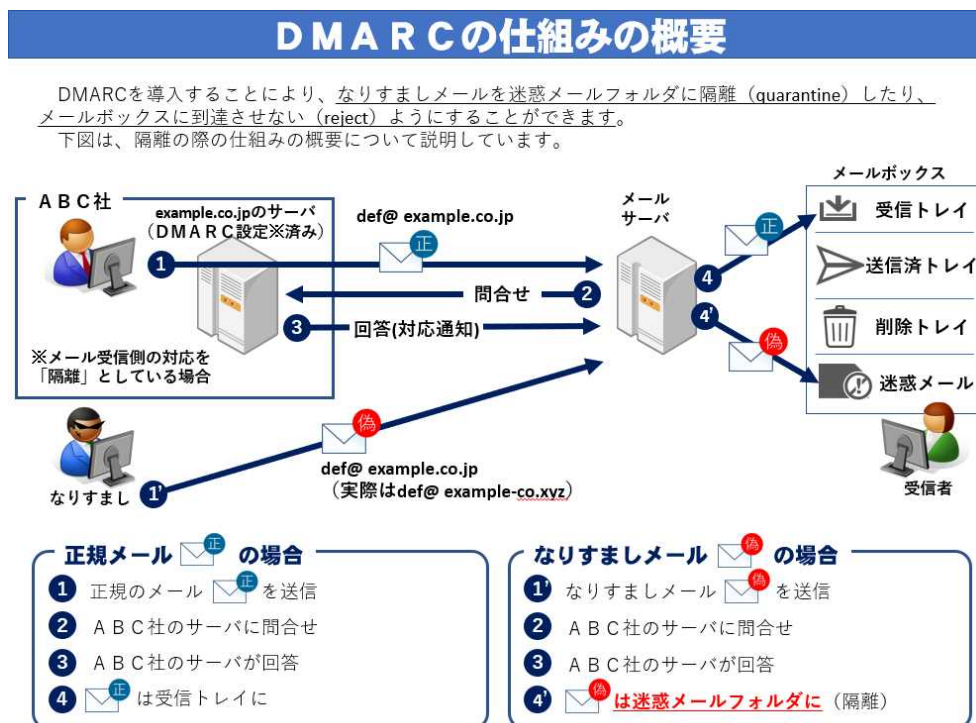 ＤＭＡＲＣの仕組みの概要
DMARCを導入することにより、なりすましメールを迷惑メールフォルダに隔離（quarantine）したり、
メールボックスに到達させない（reject）ようにすることができます。
下図は、隔離の際の仕組みの概要について説明しています。
ＡＢＣ社
example.co.jpのサーバ
（ＤＭＡＲＣ設定※済み）
def@ example.co.jp
正
メール
サーバ
メールボックス
受信トレイ
送信済トレイ
削除トレイ
迷惑メール
1
問合せ
2
3
回答(対応通知)
4
正
4'
偽
※メール受信側の対応を
「隔離」としている場合
偽
def@ example.co.jp
（実際はdef@ example-co.xyz）
なりすまし
1'
受信者
正規メール 正 の場合
1 正規のメール 正 を送信
2 ＡＢＣ社のサーバに問合せ
3 ＡＢＣ社のサーバが回答
4 正 は受信トレイに
なりすましメール 偽 の場合
1' なりすましメール 偽 を送信
2 ＡＢＣ社のサーバに問合せ
3 ＡＢＣ社のサーバが回答
4' 偽 は迷惑メールフォルダに（隔離）